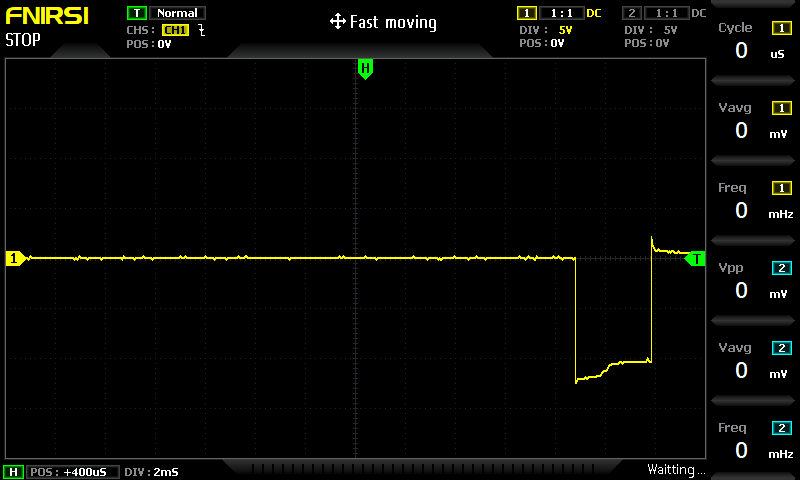 FNIRSI
STOP
T Normal
CHS: CH1
POS:0V
Fast moving
1 1:1 DC
DIV: 5V
POS:0V
2 1:1 DC
DIV: 5V
POS:0V
H
1
T
Cycle 1
0 uS
Vavg 1
0 mV
Freq 1
0 mHz
Vpp 2
0 mV
Vavg 2
0 mV
Freq 2
0 mHz
H POS: +400uS DIV:2mS
Waitting...